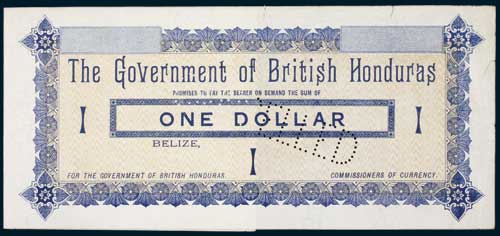 The Government of British Honduras
PROMISES TO PAY THE BEARER ON DEMAND THE SUM OF
ONE DOLLAR
I I
BELIZE,
I
FOR THE GOVERNMENT OF BRITISH HONDURAS. COMMISSIONERS OF CURRENCY.